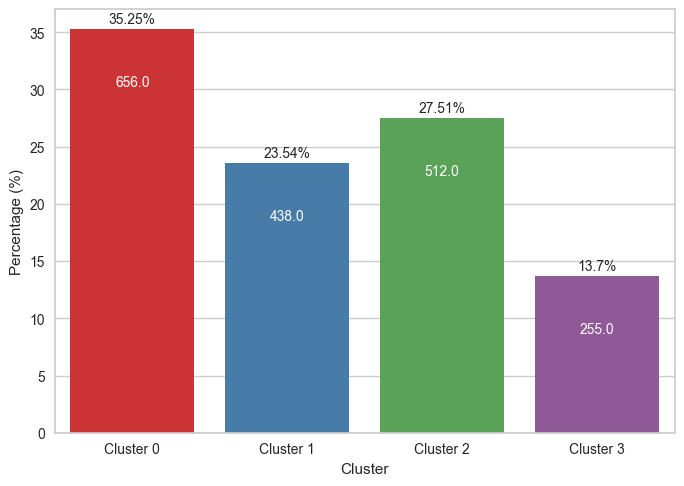 35.25%
656.0
27.51%
512.0
23.54%
438.0
13.7%
255.0
35
30
25
20
15
10
5
0
Percentage (%)
Cluster 0
Cluster 1
Cluster 2
Cluster 3
Cluster